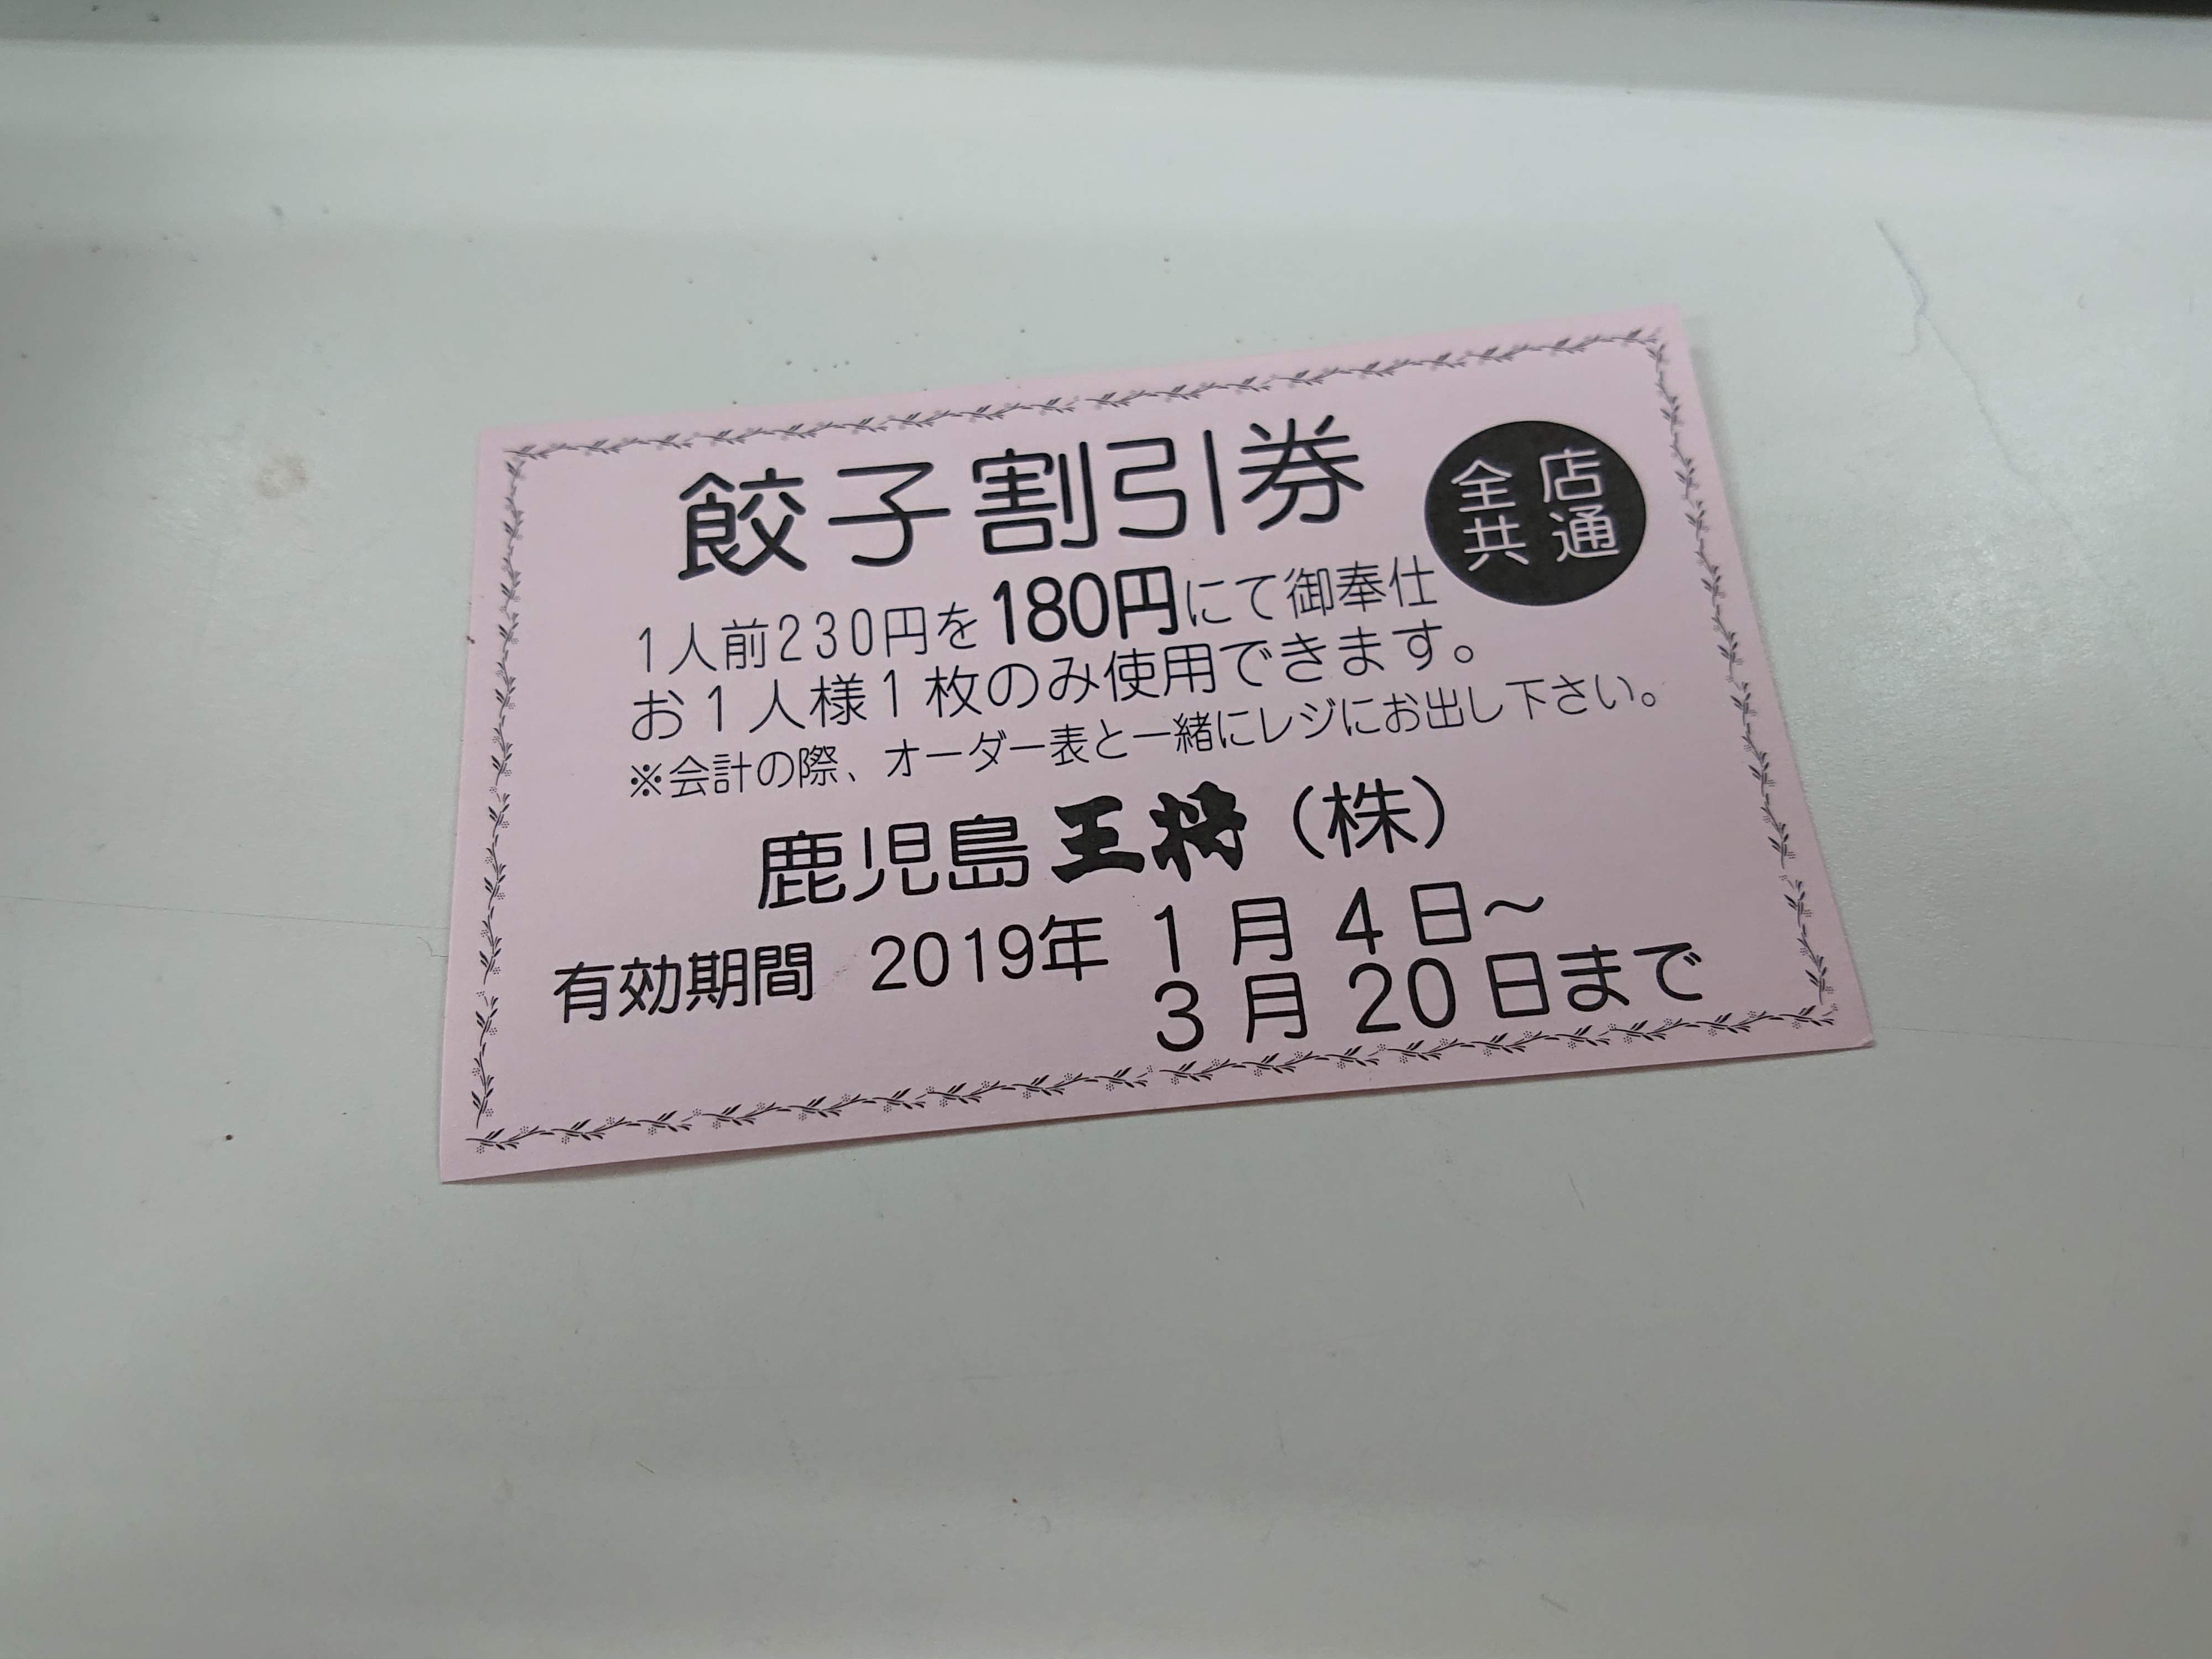 餃子割引券
全店
共通
1人前230円を180円にて御奉仕
お1人様1枚のみ使用できます。
※会計の際、オーダー表と一緒にレジにお出し下さい。
鹿児島王将(株)
有効期間 2019年 1月 4日～
3月 20日まで